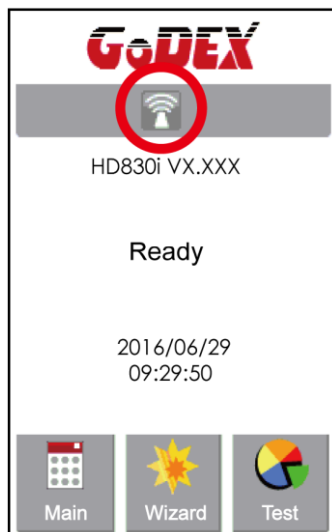 GoDEX
HD830i VX.XXX
Ready
2016/06/29
09:29:50
Main
Wizard
Test